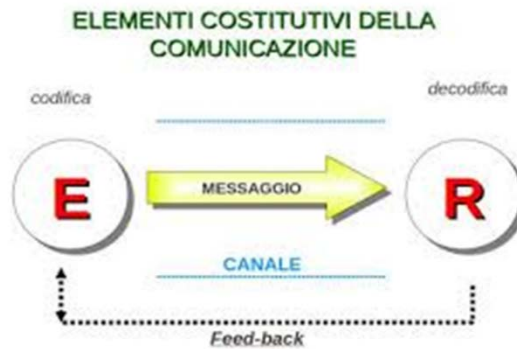 ELEMENTI COSTITUTIVI DELLA
COMUNICAZIONE
codifica
decodifica
E
MESSAGGIO
R
CANALE
Feed-back